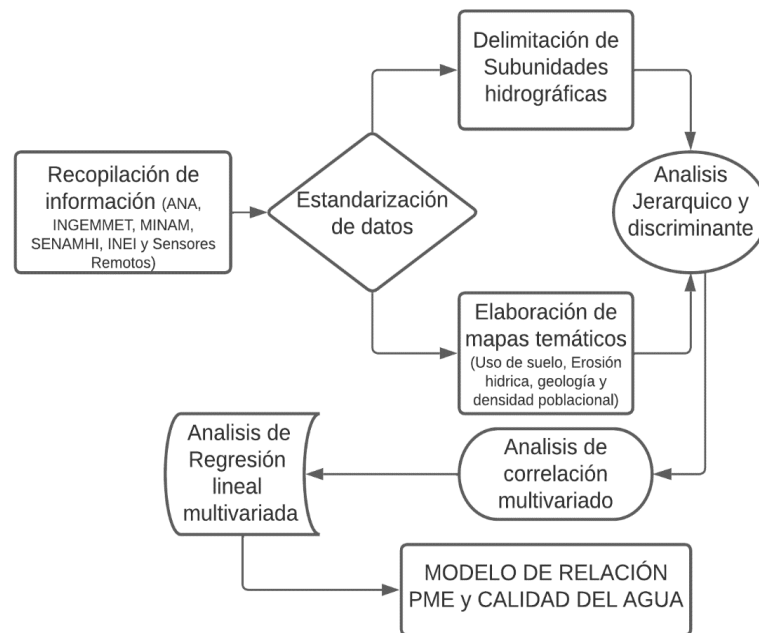 Delimitación de
Subunidades
hidrográficas
Recopilación de
información (ANA,
INGEMMET, MINAM,
SENAMHI, INEI y Sensores
Remotos)
Estandarización
de datos
Analisis
Jerarquico y
discriminante
Elaboración de
mapas temáticos
(Uso de suelo, Erosión
hidrica, geología y
densidad poblacional)
Analisis de
correlación
multivariado
Analisis de
Regresión
lineal
multivariada
MODELO DE RELACIÓN
PME y CALIDAD DEL AGUA